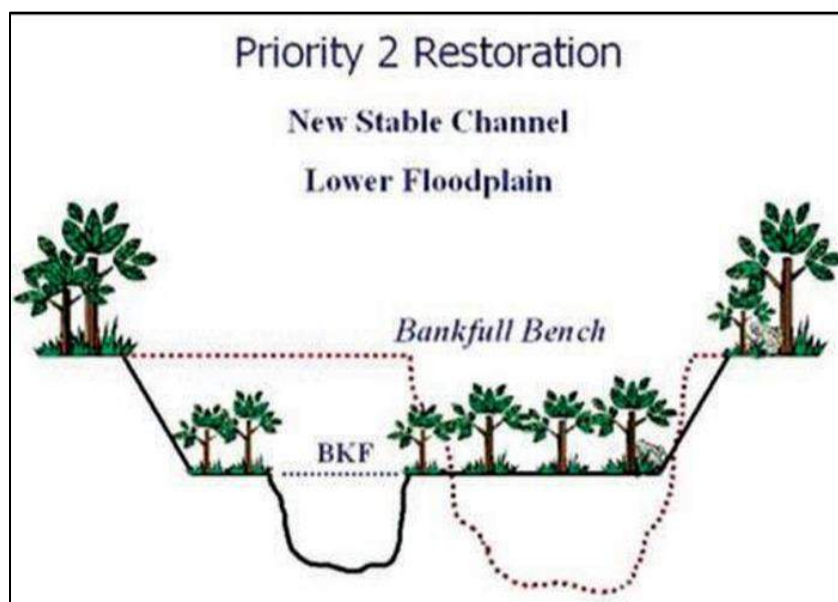 Priority 2 Restoration
New Stable Channel
Lower Floodplain
Bankfull Bench
BKF